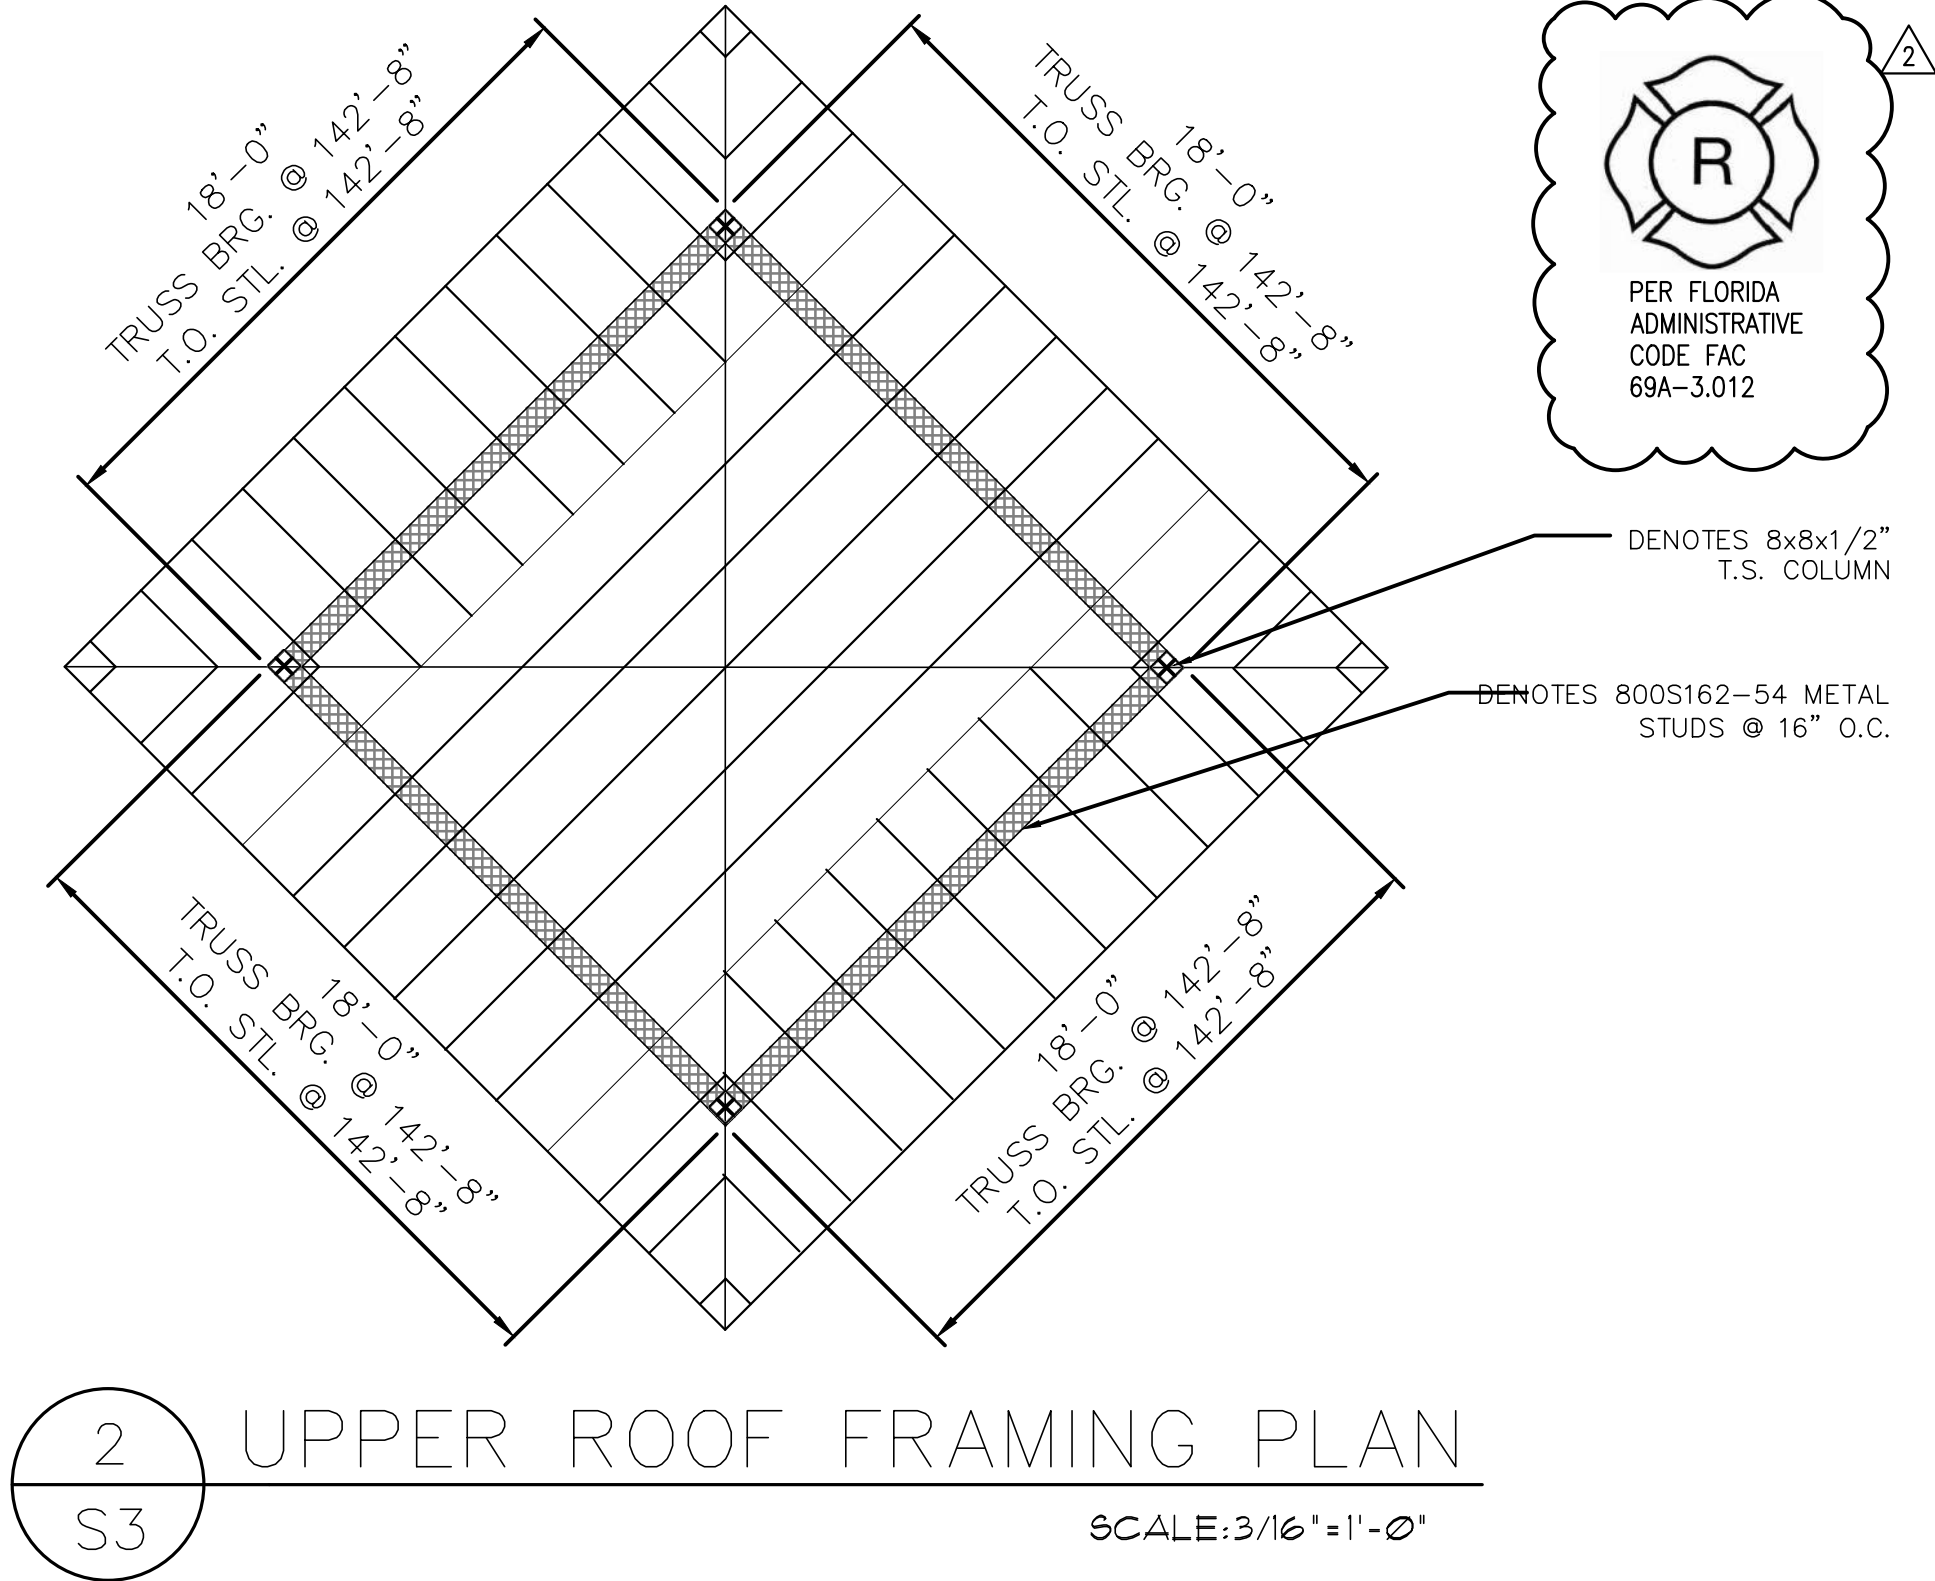 18'-0"
TRUSS BRG. @ 142'-8"
T.O. STL. @ 142'-8"
18'-0"
TRUSS BRG. @ 142'-8"
T.O. STL. @ 142'-8"
2
R
PER FLORIDA
ADMINISTRATIVE
CODE FAC
69A-3.012
DENOTES 8x8x1/2"
T.S. COLUMN
DENOTES 800S162-54 METAL
STUDS @ 16" O.C.
18'-0"
TRUSS BRG. @ 142'-8"
T.O. STL. @ 142'-8"
18'-0"
TRUSS BRG. @ 142'-8"
T.O. STL. @ 142'-8"
2
S3
UPPER ROOF FRAMING PLAN
SCALE:3/16"=1'-0"